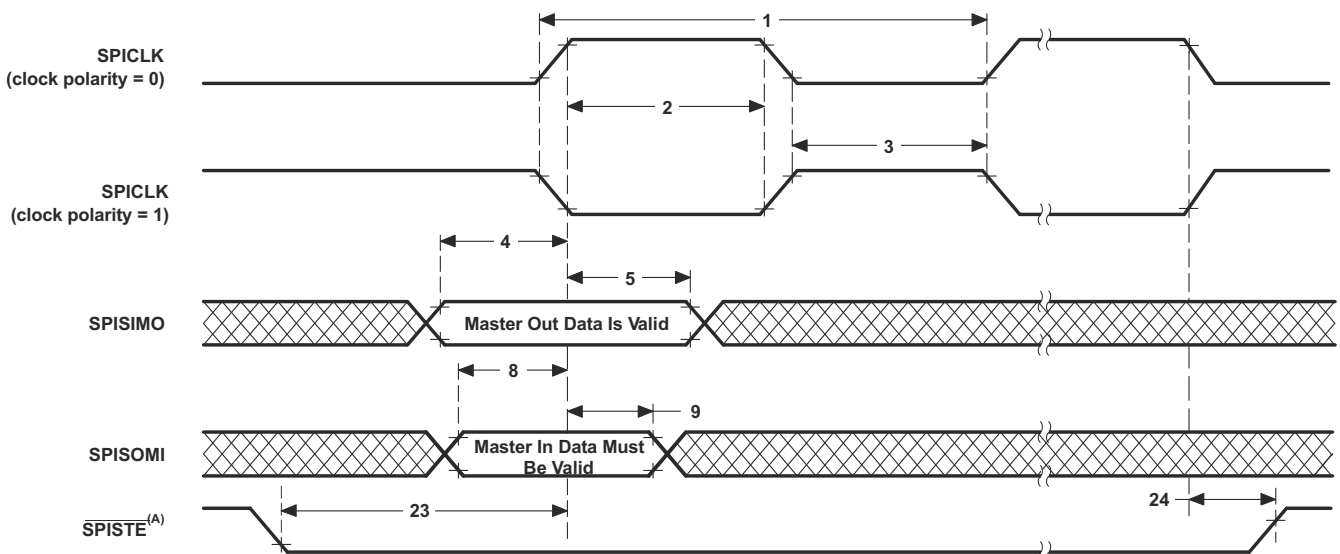 1
SPICLK
(clock polarity = 0)
2
3
SPICLK
(clock polarity = 1)
4
5
SPISIMO
Master Out Data Is Valid
8
9
SPISOMI
Master In Data Must
Be Valid
23
24
SPISTE(A)